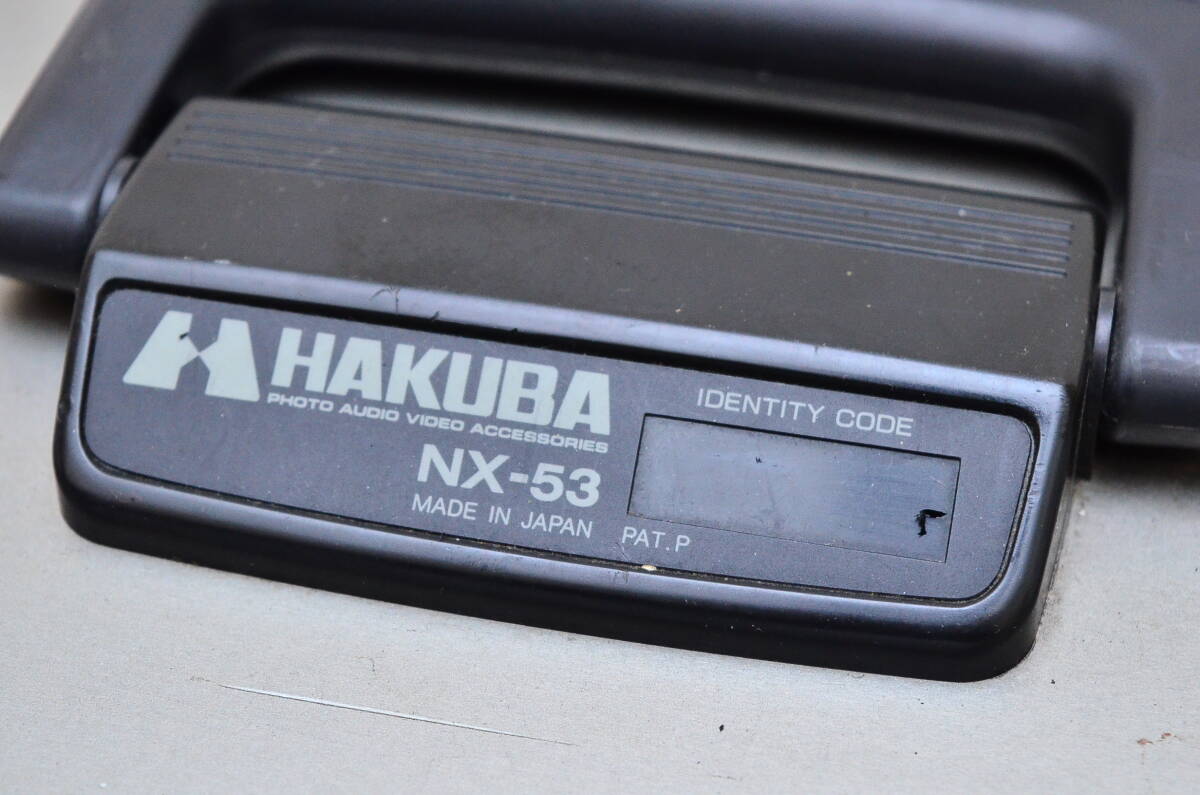 HAKUBA
PHOTO AUDIO VIDEO ACCESSORIES
NX-53
MADE IN JAPAN PAT.P
IDENTITY CODE